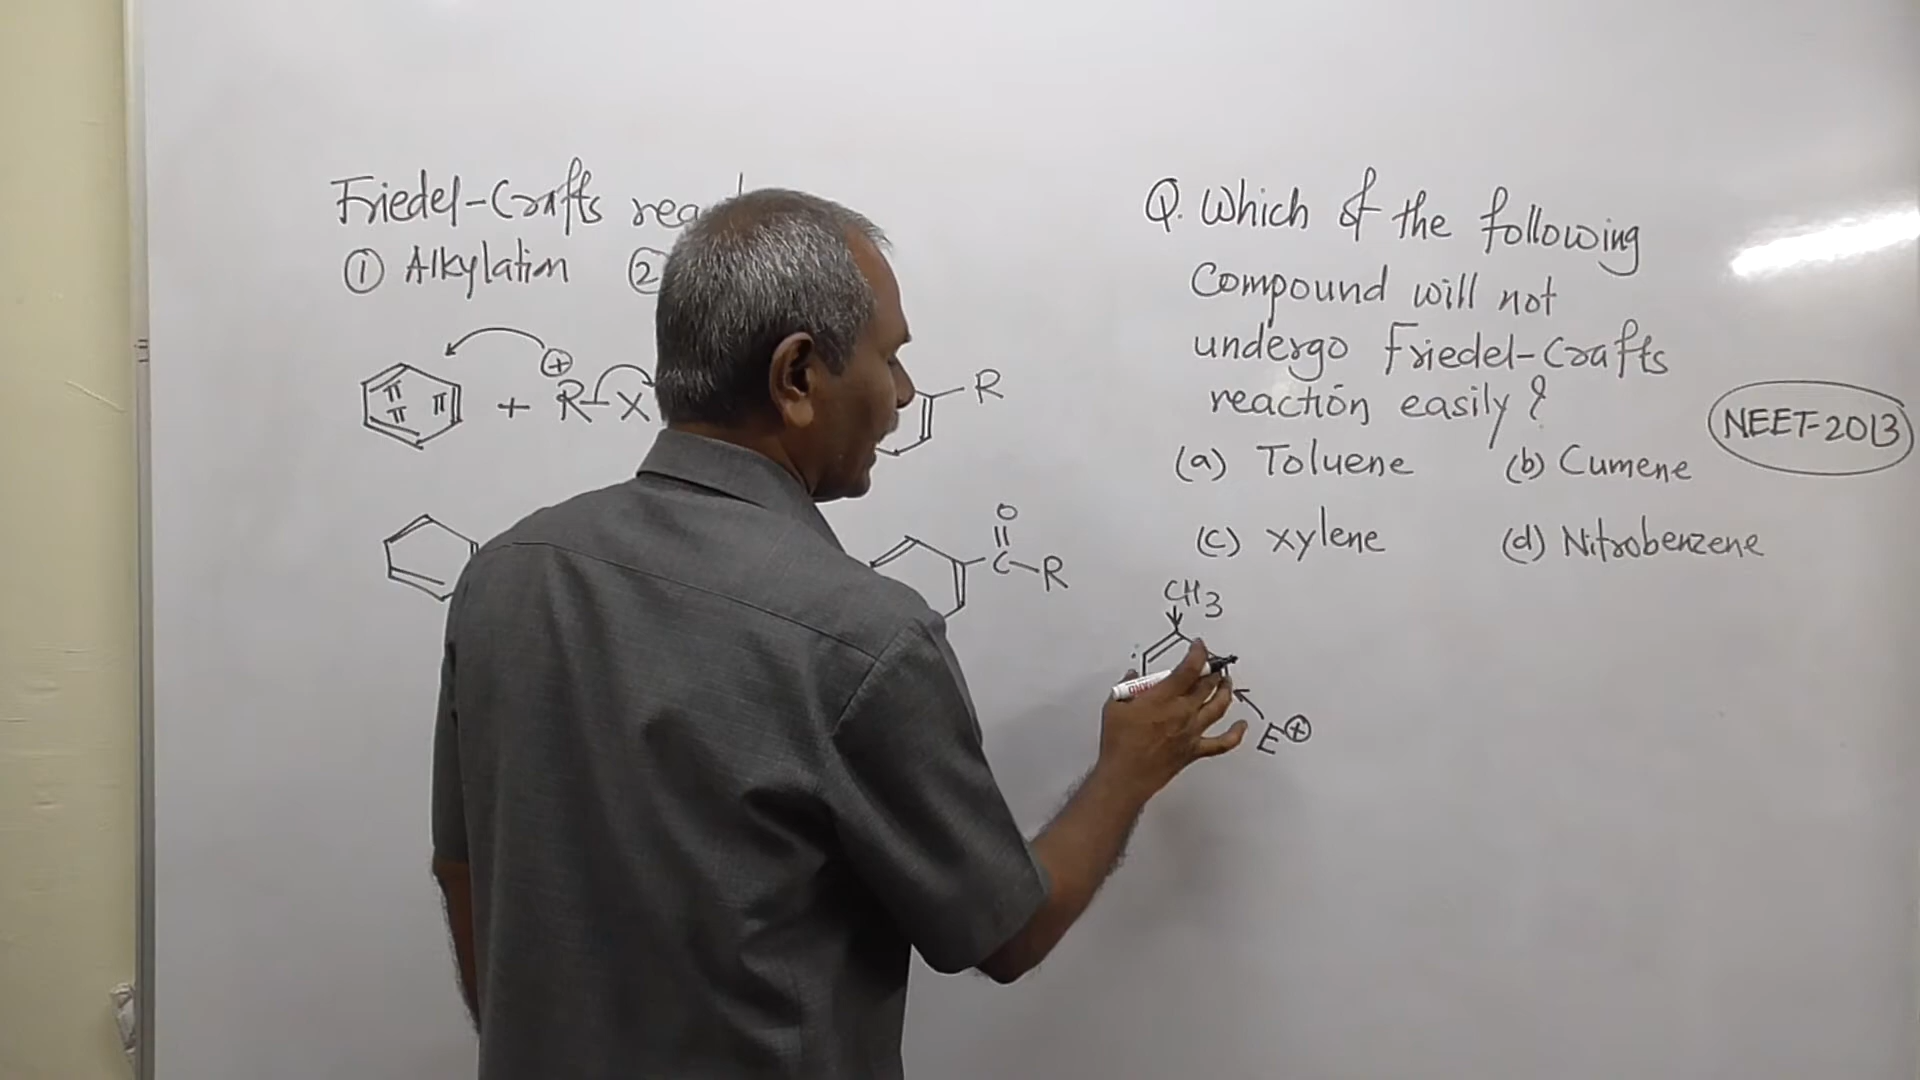 Friedel-Crafts
① Alkylation ②
π π π + R-X ⊕
R
O
C-R
Q. Which of the following
Compound will not
undergo Friedel-Crafts
reaction easily?
NEET-2013
(a) Toluene (b) Cumene
(c) xylene (d) Nitrobenzene
CH3
E⊕